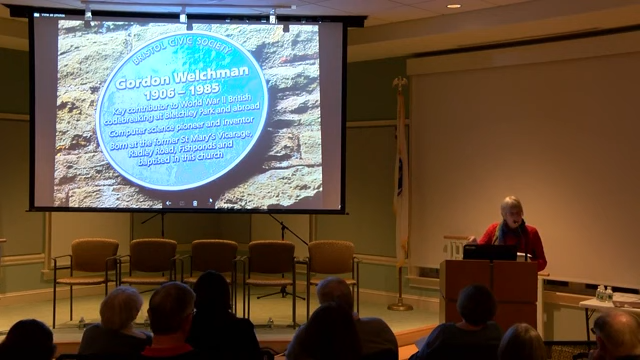 BRISTOL CIVIC SOCIETY
Gordon Welchman
1906 – 1985
Key contributor to World War II British
codebreaking at Bletchley Park and abroad
Computer science pioneer and inventor
Born at the former St Mary's Vicarage,
Radley Road, Fishponds and
baptised in this church